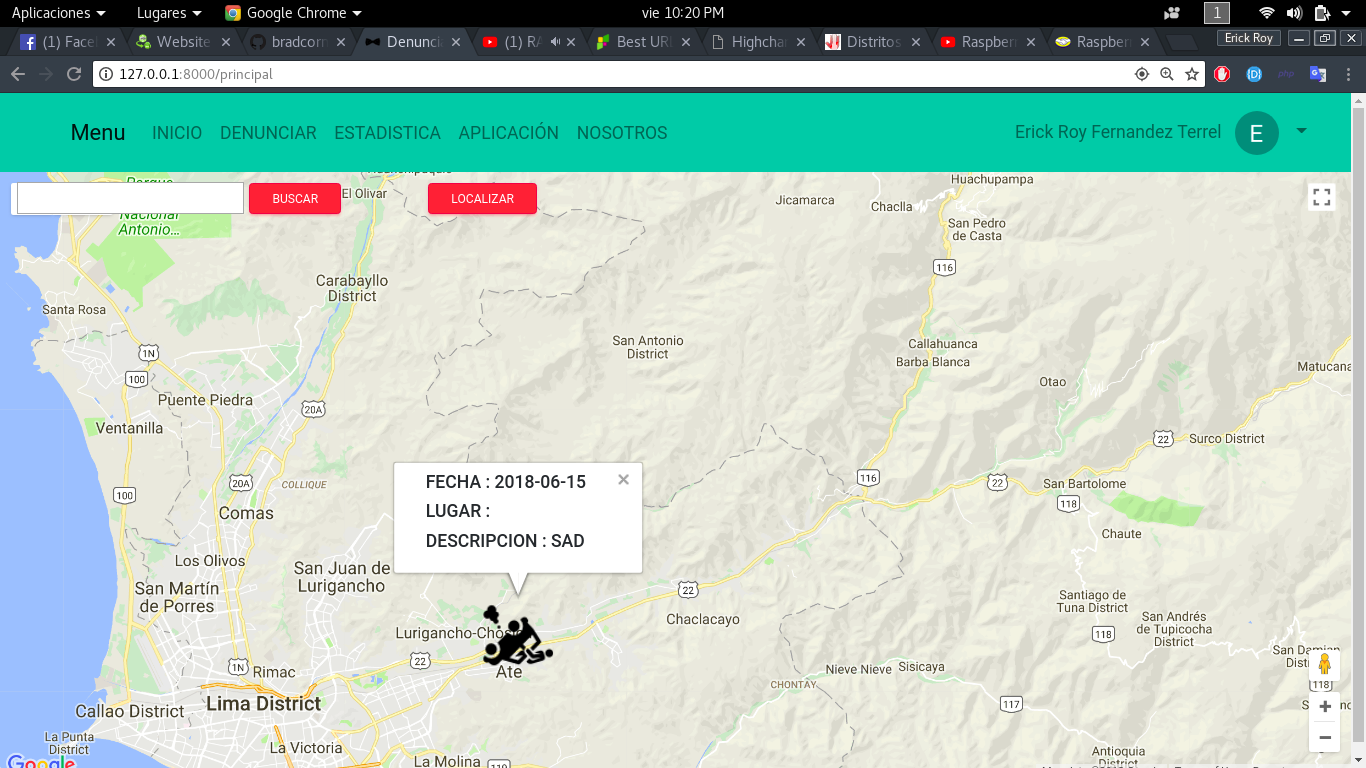 Aplicaciones Lugares Google Chrome vie 10:20 PM 1
(1) Facel Website bradcorn Denuncia (1) RA Best URL Highchar Distritos Raspberr Raspberr Erick Roy
127.0.0.1:8000/principal
Menu INICIO DENUNCIAR ESTADISTICA APLICACIÓN NOSOTROS Erick Roy Fernandez Terrel E
BUSCAR LOCALIZAR
Parque
Nacional
Antonio...
El Olivar
Huachupampa
Jicamarca
Chaclla
San Pedro
de Casta
116
Carabayllo
District
Santa Rosa
San Antonio
District
Callahuanca
Barba Blanca
1N
100
Matucana
Otao
Puente Piedra
20A
Ventanilla
22
Surco District
FECHA : 2018-06-15
LUGAR :
DESCRIPCION : SAD
116
COLLIQUE
20A
22
San Bartolome
100
118
Comas
Chaute
Los Olivos
San Juan de
Lurigancho
San Martín
de Porres
22
Santiago de
Tuna District
Chaclacayo
San Andrés
de Tupicocha
District
118
San Damian
Distri
22
Ate
1N
Rimac
Nieve Nieve
Sisicaya
CHONTAY
118
Lima District
117
Callao District
La Punta
District
La Victoria
Antioquia
District
La Molina
119
Google